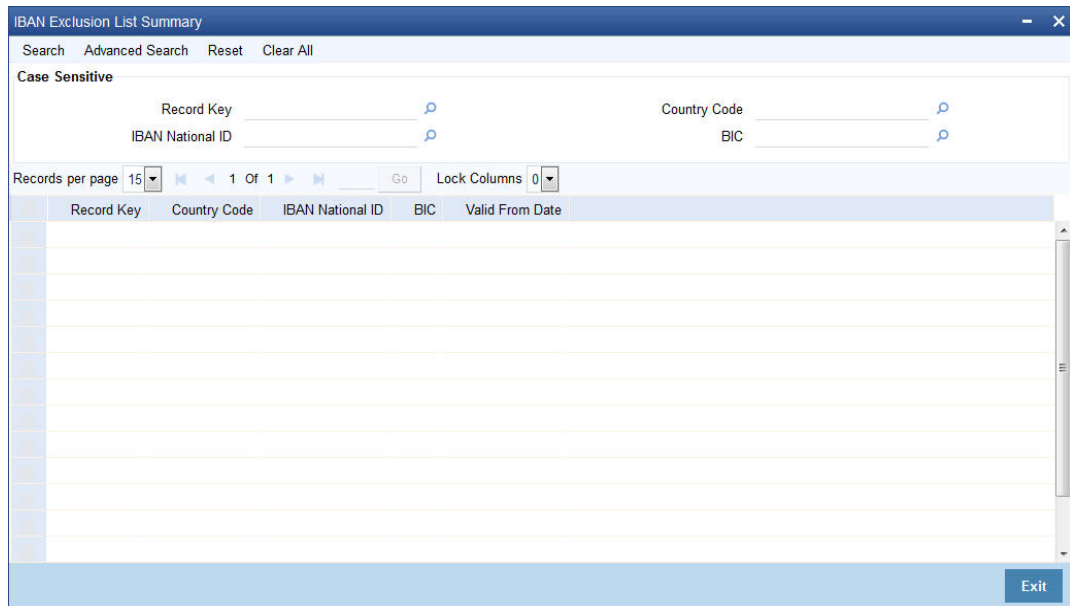 IBAN Exclusion List Summary
Search Advanced Search Reset Clear All
Case Sensitive
Record Key Country Code
IBAN National ID BIC
Records per page 15 1 Of 1 Go Lock Columns 0
Record Key Country Code IBAN National ID BIC Valid From Date
Exit